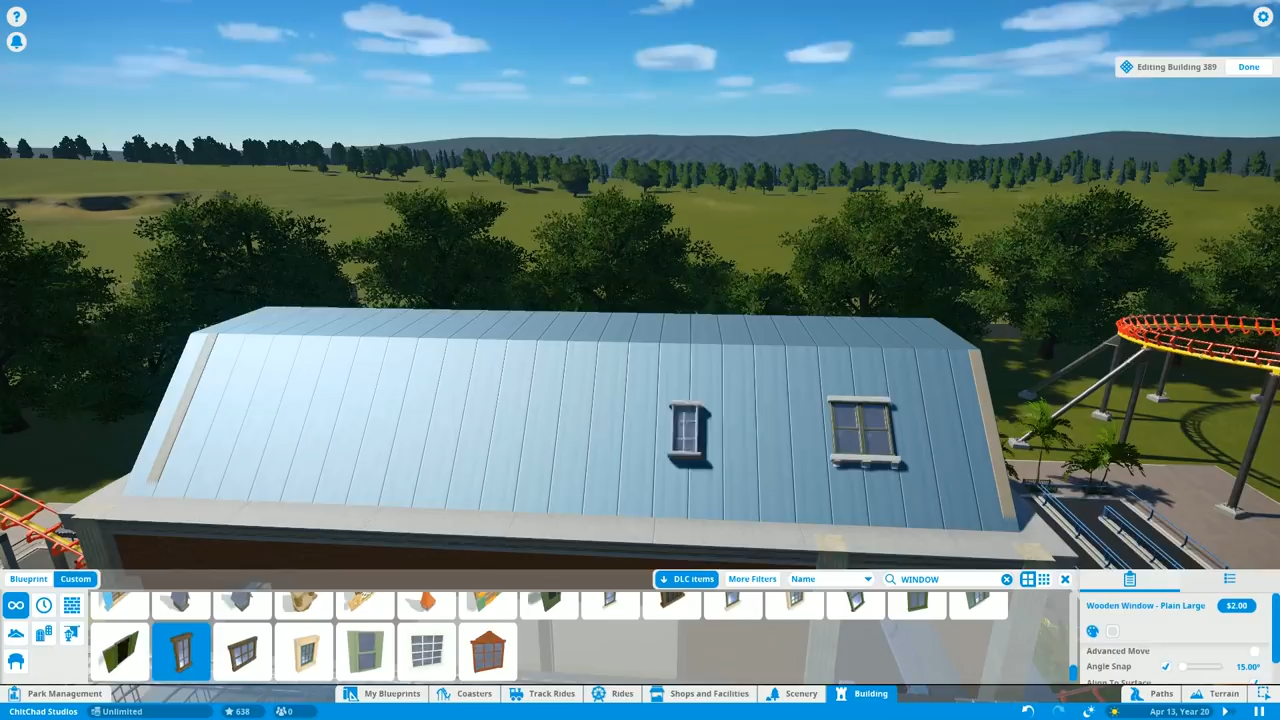 ?
Editing Building 389 Done
Blueprint Custom DLC items More Filters Name WINDOW
Wooden Window - Plain Large $2.00
Advanced Move
Angle Snap 15.00°
Park Management My Blueprints Coasters Track Rides Rides Shops and Facilities Scenery Building Paths Terrain
ChitChad Studios Unlimited 638 0 Apr 13, Year 20